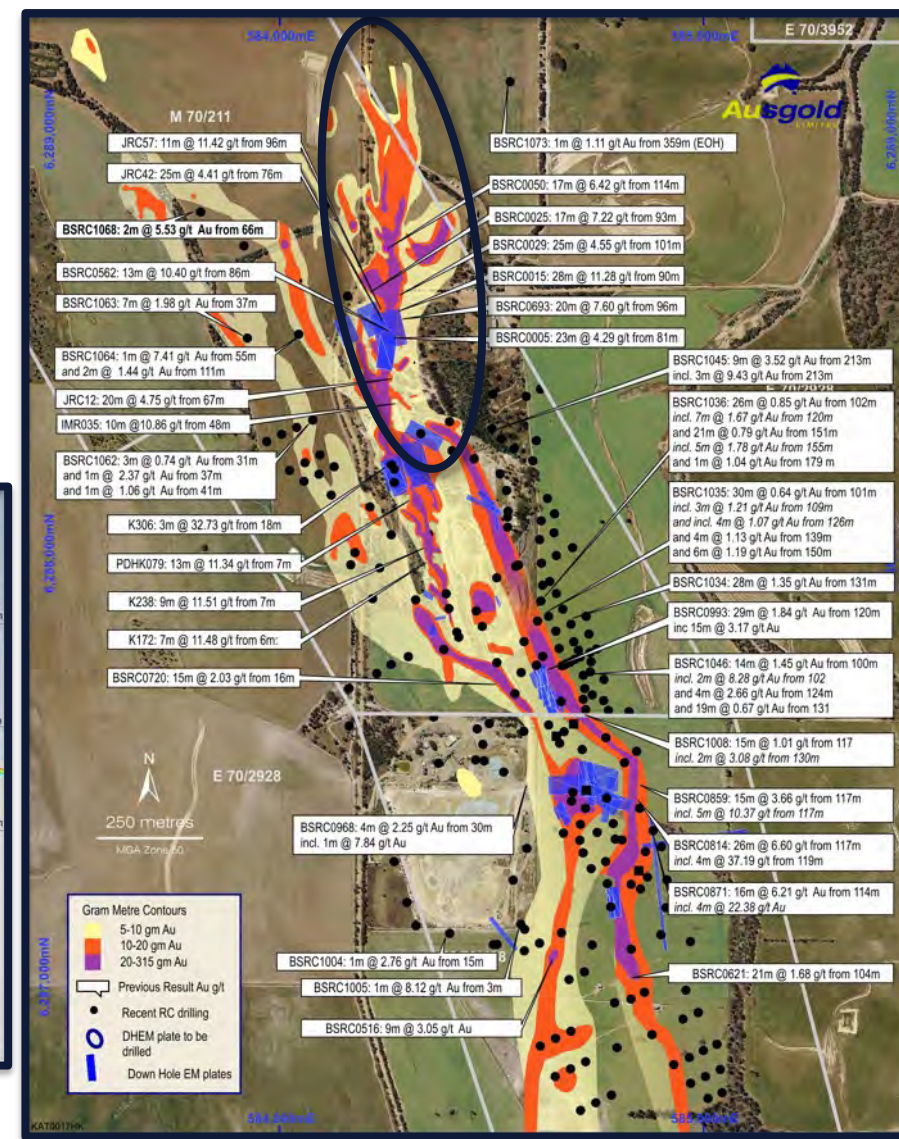 584,000mE
585,000mE
E 70/3952
Ausgold
LIMITED
6,289,000mN
6,289,000mN
M 70/211
JRC57: 11m @ 11.42 g/t from 96m
JRC42: 25m @ 4.41 g/t from 76m
BSRC1068: 2m @ 5.53 g/t Au from 66m
BSRC0562: 13m @ 10.40 g/t from 86m
BSRC1063: 7m @ 1.98 g/t Au from 37m
BSRC1064: 1m @ 7.41 g/t Au from 55m
and 2m @ 1.44 g/t Au from 111m
JRC12: 20m @ 4.75 g/t from 67m
IMR035: 10m @10.86 g/t from 48m
BSRC1062: 3m @ 0.74 g/t Au from 31m
and 1m @ 2.37 g/t Au from 37m
and 1m @ 1.06 g/t Au from 41m
K306: 3m @ 32.73 g/t from 18m
PDHK079: 13m @ 11.34 g/t from 7m
K238: 9m @ 11.51 g/t from 7m
K172: 7m @ 11.48 g/t from 6m:
BSRC0720: 15m @ 2.03 g/t from 16m
6,288,000mN
BSRC1073: 1m @ 1.11 g/t Au from 359m (EOH)
BSRC0050: 17m @ 6.42 g/t from 114m
BSRC0025: 17m @ 7.22 g/t from 93m
BSRC0029: 25m @ 4.55 g/t from 101m
BSRC0015: 28m @ 11.28 g/t from 90m
BSRC0693: 20m @ 7.60 g/t from 96m
BSRC0005: 23m @ 4.29 g/t from 81m
BSRC1045: 9m @ 3.52 g/t Au from 213m
incl. 3m @ 9.43 g/t Au from 213m
E 70/2928
BSRC1036: 26m @ 0.85 g/t Au from 102m
incl. 7m @ 1.67 g/t Au from 120m
and 21m @ 0.79 g/t Au from 151m
incl. 5m @ 1.78 g/t Au from 155m
and 1m @ 1.04 g/t Au from 179 m
BSRC1035: 30m @ 0.64 g/t Au from 101m
incl. 3m @ 1.21 g/t Au from 109m
and incl. 4m @ 1.07 g/t Au from 126m
and 4m @ 1.13 g/t Au from 139m
and 6m @ 1.19 g/t Au from 150m
BSRC1034: 28m @ 1.35 g/t Au from 131m
BSRC0993: 29m @ 1.84 g/t Au from 120m
inc 15m @ 3.17 g/t Au
BSRC1046: 14m @ 1.45 g/t Au from 100m
incl. 2m @ 8.28 g/t Au from 102
and 4m @ 2.66 g/t Au from 124m
and 19m @ 0.67 g/t Au from 131
BSRC1008: 15m @ 1.01 g/t from 117
incl. 2m @ 3.08 g/t from 130m
BSRC0859: 15m @ 3.66 g/t from 117m
incl. 5m @ 10.37 g/t from 117m
BSRC0814: 26m @ 6.60 g/t from 117m
incl. 4m @ 37.19 g/t from 119m
BSRC0871: 16m @ 6.21 g/t Au from 114m
incl. 4m @ 22.38 g/t Au
BSRC0621: 21m @ 1.68 g/t from 104m
N
250 metres
MGA Zone 50
E 70/2928
BSRC0968: 4m @ 2.25 g/t Au from 30m
incl. 1m @ 7.84 g/t Au
BSRC1004: 1m @ 2.76 g/t Au from 15m
BSRC1005: 1m @ 8.12 g/t Au from 3m
BSRC0516: 9m @ 3.05 g/t Au
6,287,000mN
Gram Metre Contours
5-10 gm Au
10-20 gm Au
20-315 gm Au
Previous Result Au g/t
Recent RC drilling
DHEM plate to be
drilled
Down Hole EM plates
584,000mE
585,000mE
KAT0017HK